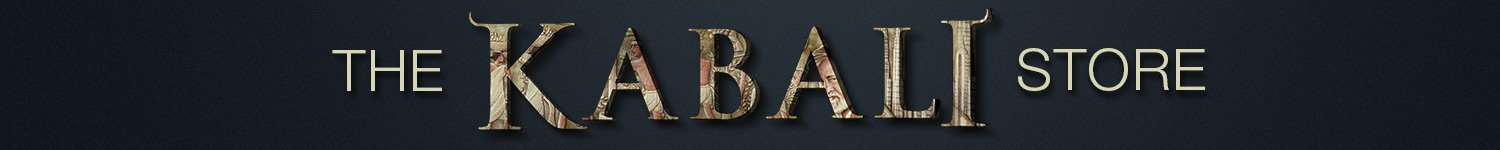 THE KABALI STORE